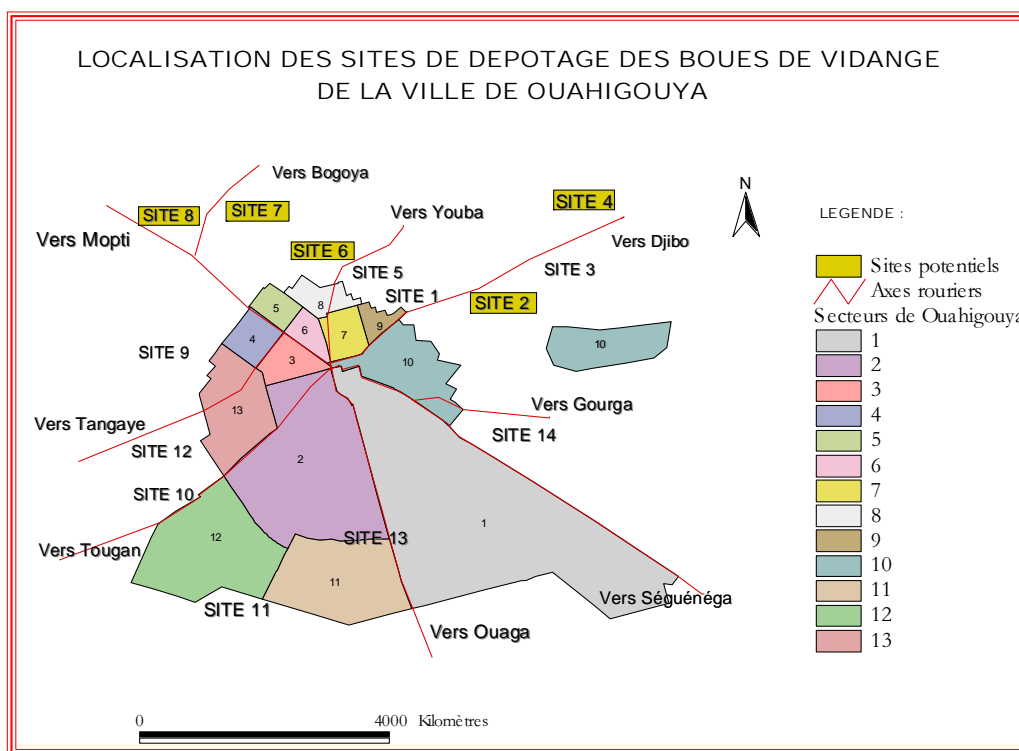 LOCALISATION DES SITES DE DEPOTAGE DES BOUES DE VIDANGE
DE LA VILLE DE OUAHIGOUYA
Vers Bogoya
SITE 8
SITE 7
Vers Youba
SITE 4
N
LEGENDE :
Vers Mopti
SITE 6
Vers Djibo
SITE 5
SITE 3
Sites potentiels
SITE 1
SITE 2
Axes rouriers
Secteurs de Ouahigouya
5
8
6
7
9
10
10
SITE 9
4
3
13
2
1
Vers Gourga
Vers Tangaye
SITE 14
SITE 12
SITE 10
12
SITE 13
Vers Tougan
11
SITE 11
Vers Séguénéga
Vers Ouaga
1
2
3
4
5
6
7
8
9
10
11
12
13
0
4000 Kilomètres